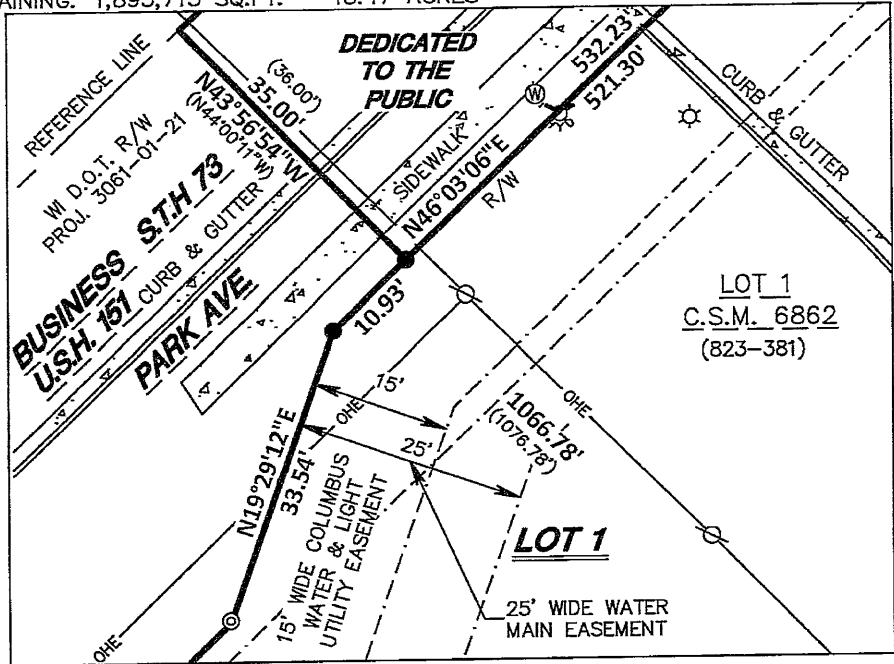 AINING: 1,895,715 SQ.FT.
REFERENCE LINE
WI D.O.T. R/W
PROJ. 3061-01-21
BUSINESS S.T.H 73
U.S.H. 151
CURB & GUTTER
PARK AVE.
(36.00')
35.00'
N43°56'54"W
(N44°00'11"W)
DEDICATED
TO THE
PUBLIC
SIDEWALK
W
532.23'
521.30'
N46°03'06"E
R/W
CURB & GUTTER
10.93'
LOT 1
C.S.M. 6862
(823-381)
OHE
15'
25'
1066.78'
(1076.78')
OHE
N19°29'12"E
33.54'
15' WIDE COLUMBUS
WATER & LIGHT
UTILITY EASEMENT
LOT 1
25' WIDE WATER
MAIN EASEMENT
OHE